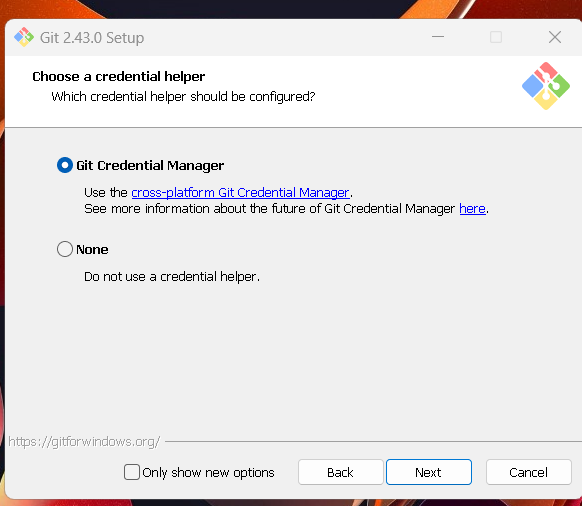 Git 2.43.0 Setup
Choose a credential helper
Which credential helper should be configured?
Git Credential Manager
Use the cross-platform Git Credential Manager.
See more information about the future of Git Credential Manager here.
None
Do not use a credential helper.
https://gitforwindows.org/
Only show new options
Back
Next
Cancel